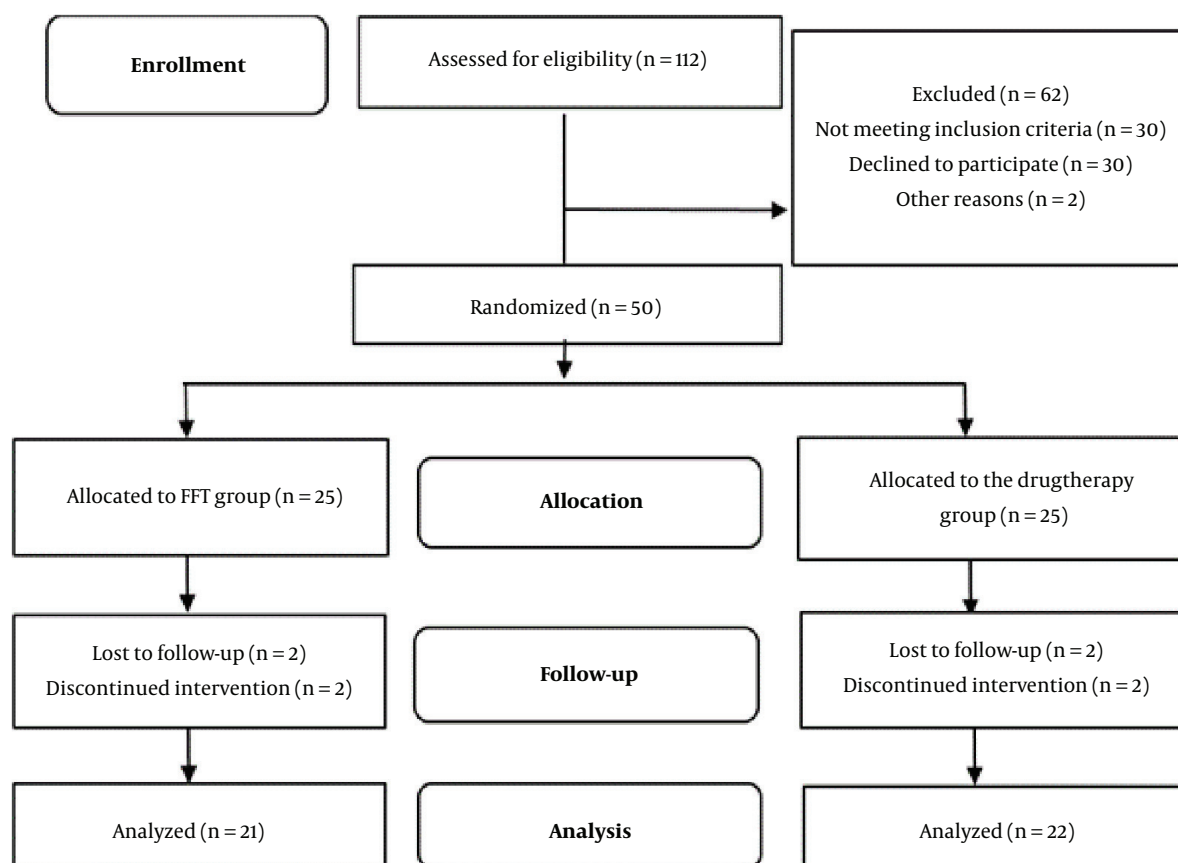 Enrollment
Assessed for eligibility (n = 112)
Excluded (n = 62)
Not meeting inclusion criteria (n = 30)
Declined to participate (n = 30)
Other reasons (n = 2)
Randomized (n = 50)
Allocated to FFT group (n = 25)
Allocation
Allocated to the drugtherapy
group (n = 25)
Lost to follow-up (n = 2)
Discontinued intervention (n = 2)
Follow-up
Lost to follow-up (n = 2)
Discontinued intervention (n = 2)
Analyzed (n = 21)
Analysis
Analyzed (n = 22)